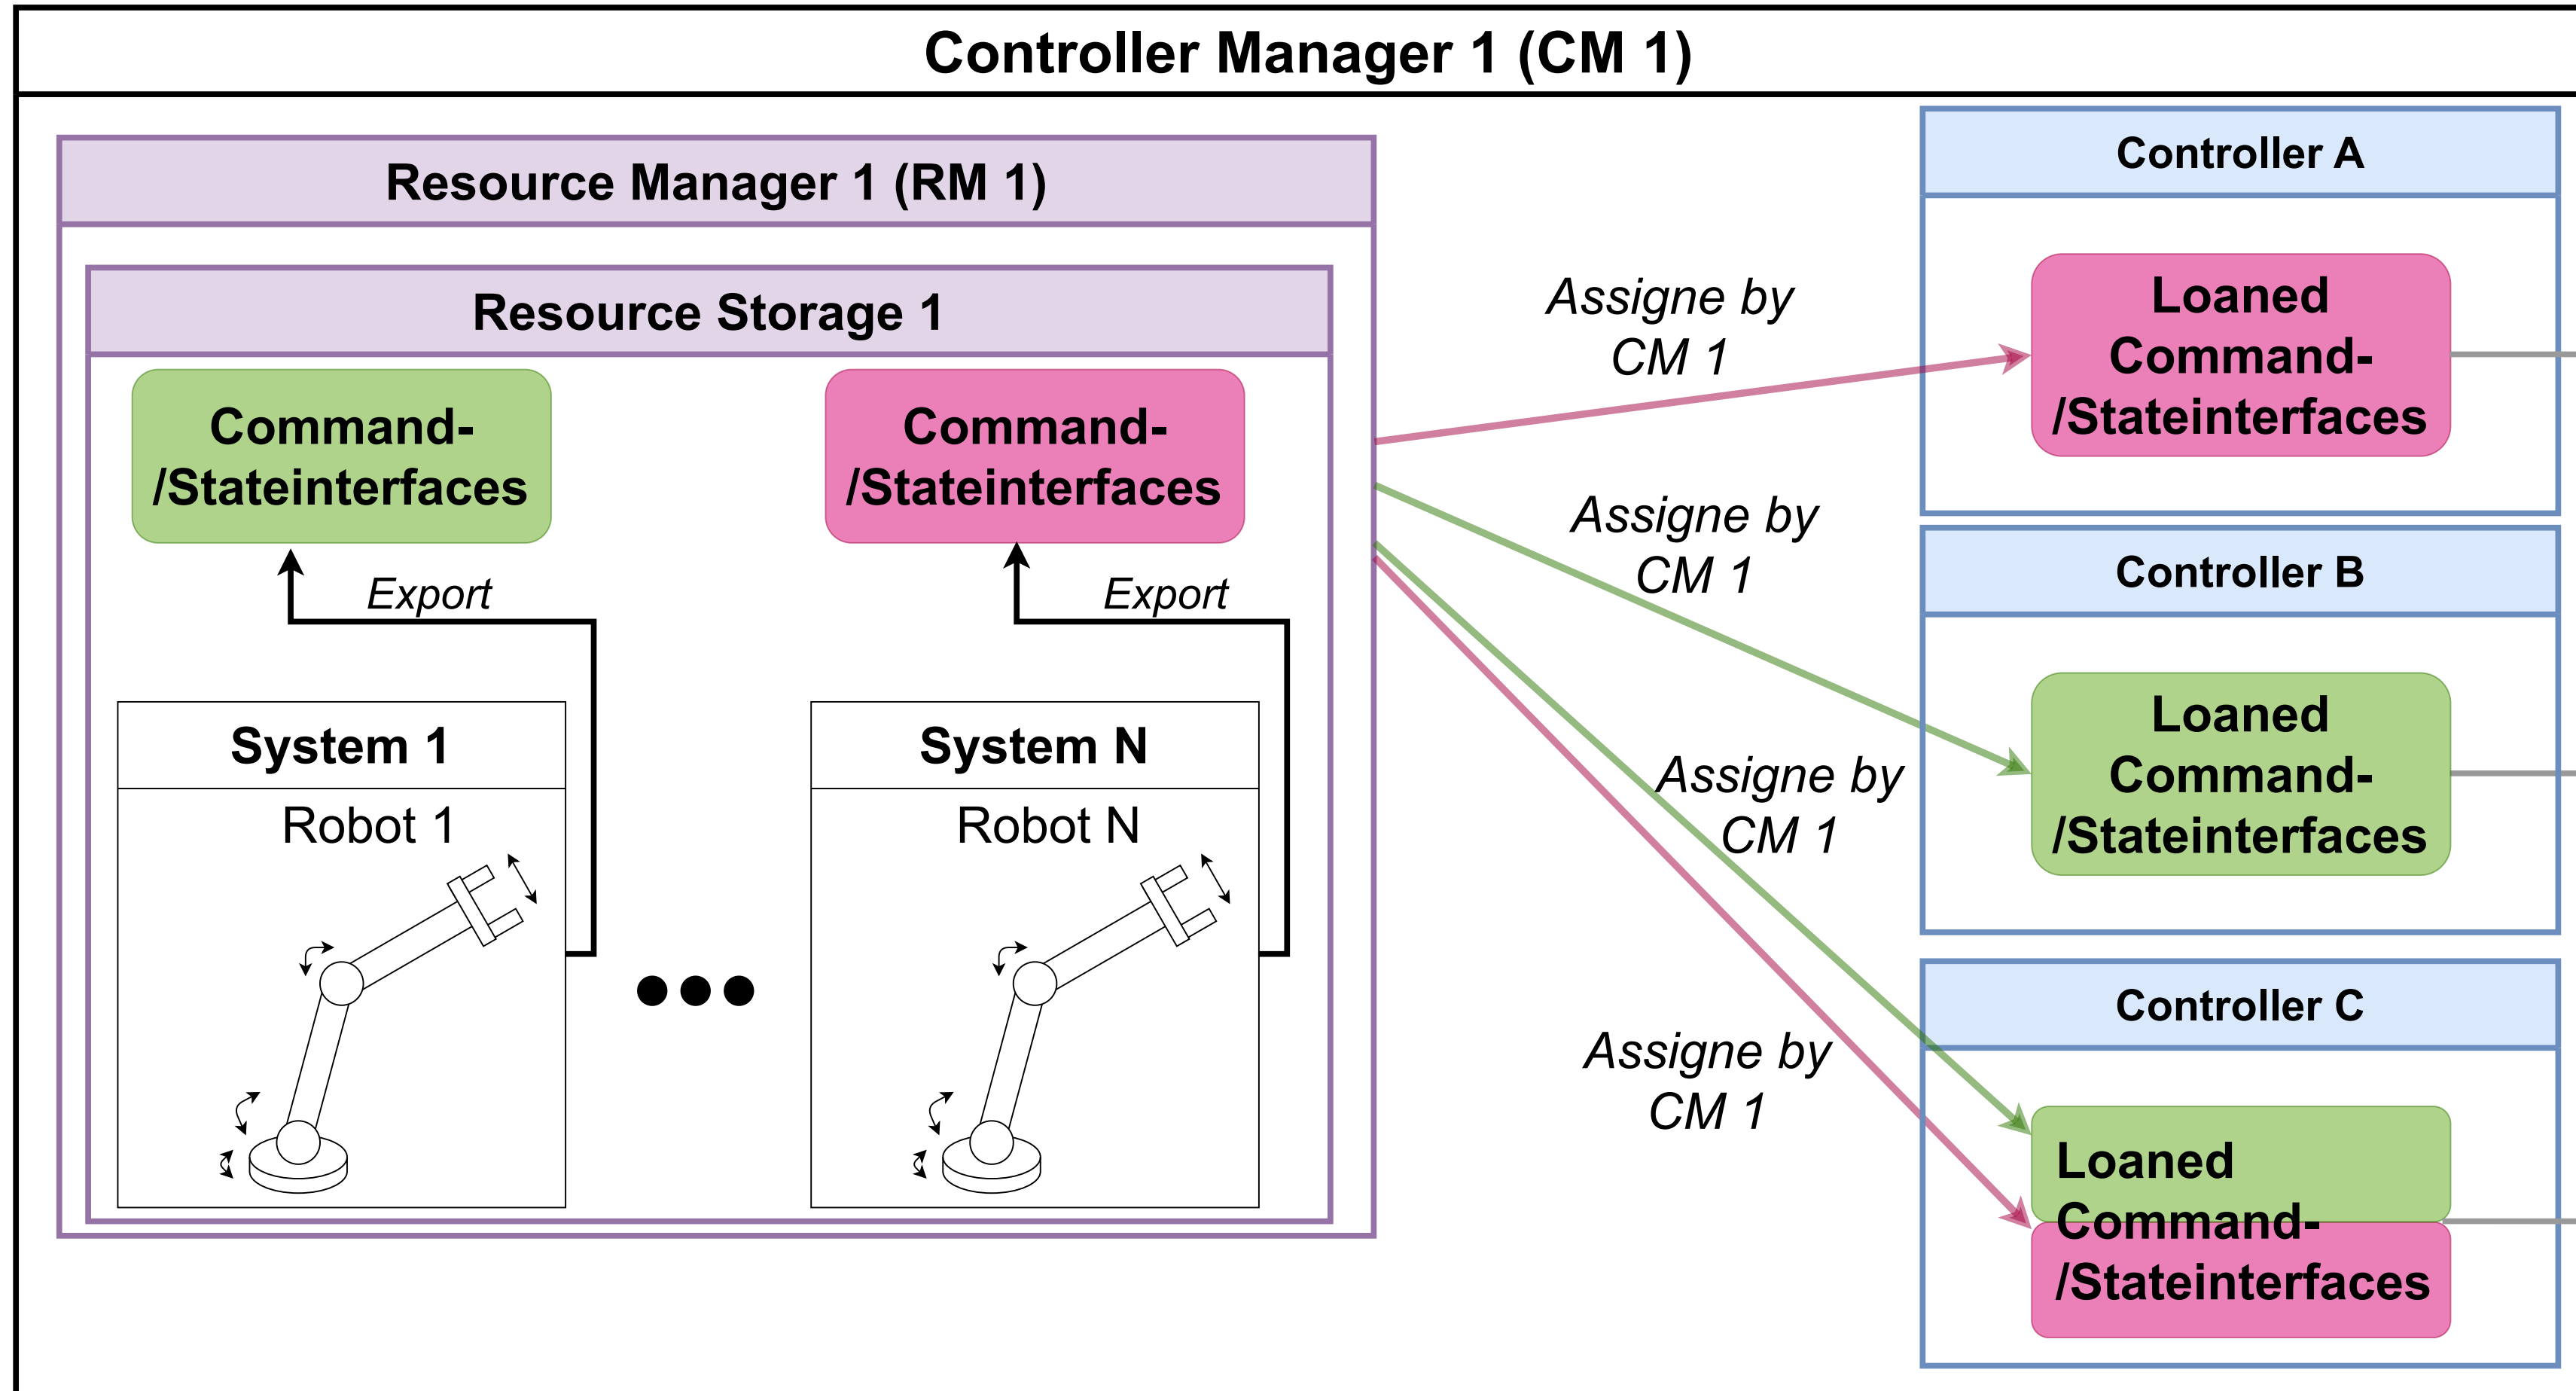 Controller Manager 1 (CM 1)
Resource Manager 1 (RM 1)
Resource Storage 1
Command-
/Stateinterfaces
Command-
/Stateinterfaces
Export
Export
System 1
Robot 1
System N
Robot N
Assigne by
CM 1
Assigne by
CM 1
Assigne by
CM 1
Assigne by
CM 1
Controller A
Loaned
Command-
/Stateinterfaces
Controller B
Loaned
Command-
/Stateinterfaces
Controller C
Loaned
Command-
/Stateinterfaces